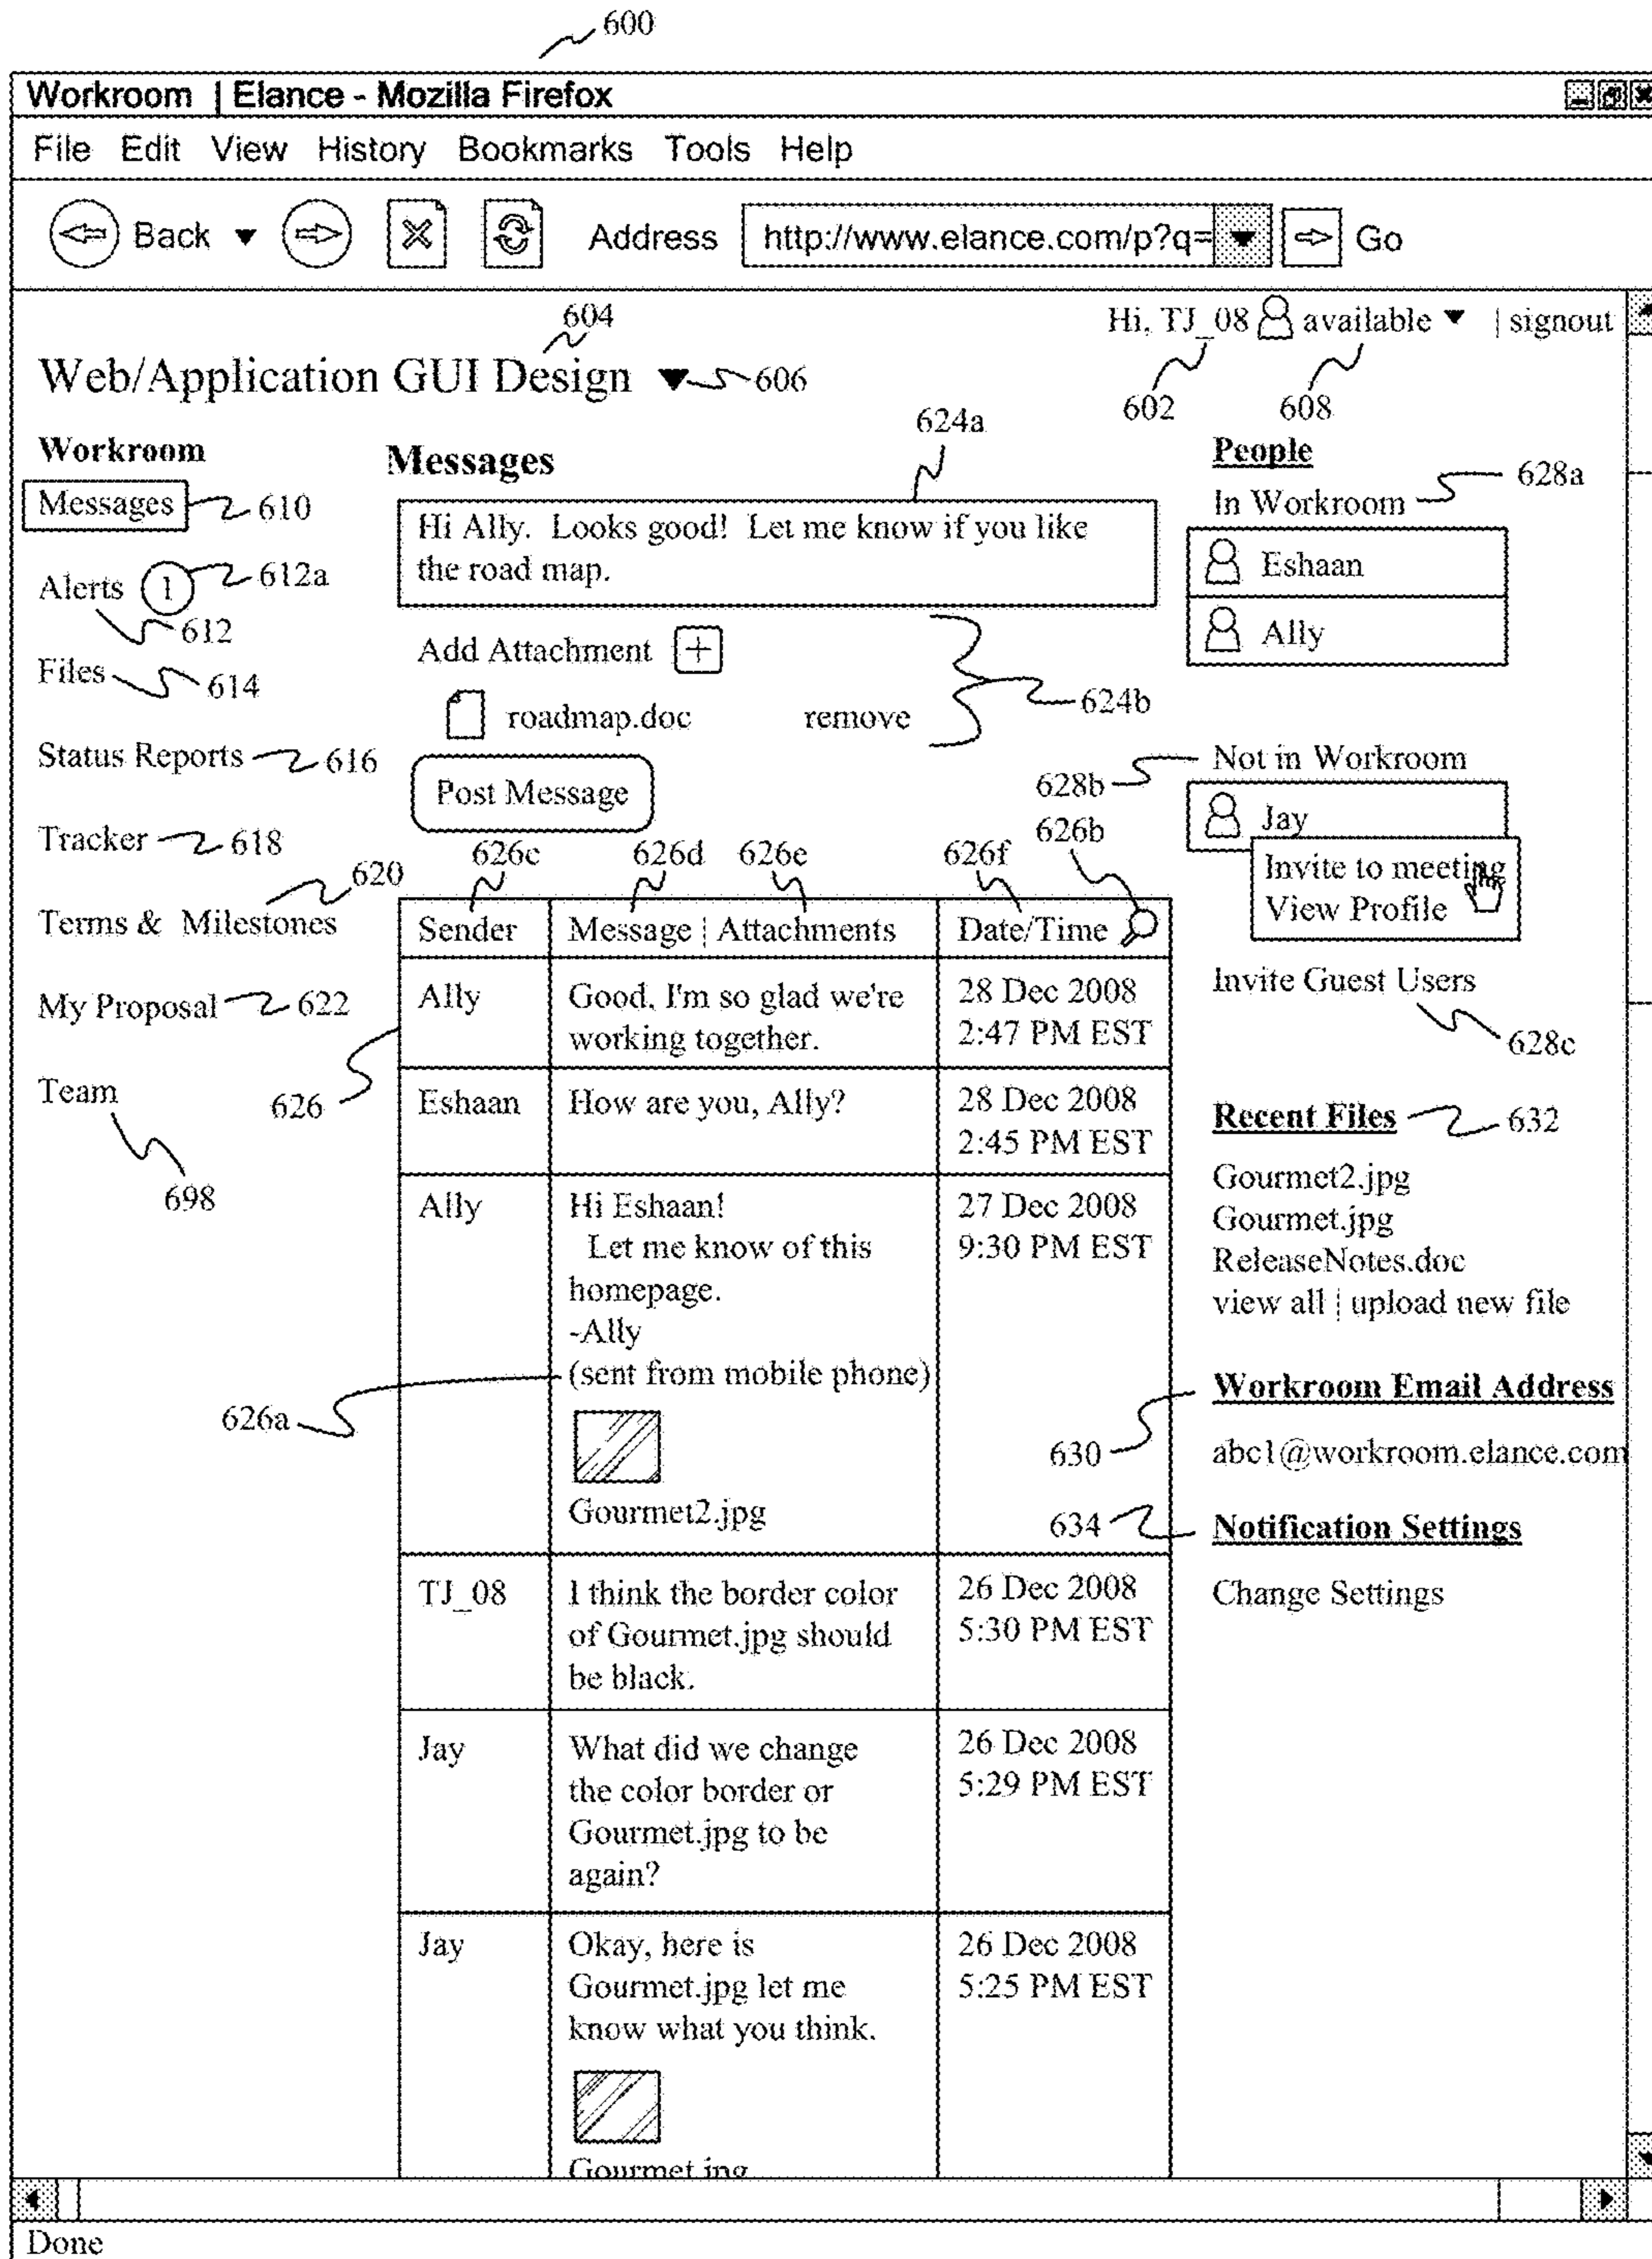 600
Workroom | Elance - Mozilla Firefox
File Edit View History Bookmarks Tools Help
Back Address http://www.elance.com/p?q= Go
Hi, TJ_08 available | signout
602
608
604
Web/Application GUI Design
606
Workroom
Messages
610
Alerts 1
612a
612
Files
614
Status Reports
616
Tracker
618
620
Terms & Milestones
My Proposal
622
Team
698
Messages
624a
Hi Ally. Looks good! Let me know if you like
the road map.
Add Attachment +
roadmap.doc remove
624b
Post Message
626c
626d
626e
626f
626b
626
Sender Message | Attachments Date/Time
Ally
Good, I'm so glad we're
working together.
28 Dec 2008
2:47 PM EST
Eshaan
How are you, Ally?
28 Dec 2008
2:45 PM EST
Ally
Hi Eshaan!
Let me know of this
homepage.
-Ally
(sent from mobile phone)
626a
Gourmet2.jpg
27 Dec 2008
9:30 PM EST
TJ_08
I think the border color
of Gourmet.jpg should
be black.
26 Dec 2008
5:30 PM EST
Jay
What did we change
the color border or
Gourmet.jpg to be
again?
26 Dec 2008
5:29 PM EST
Jay
Okay, here is
Gourmet.jpg let me
know what you think.
Gourmet.jpg
26 Dec 2008
5:25 PM EST
People
In Workroom
628a
Eshaan
Ally
Not in Workroom
628b
Jay
Invite to meeting
View Profile
Invite Guest Users
628c
Recent Files
632
Gourmet2.jpg
Gourmet.jpg
ReleaseNotes.doc
view all | upload new file
Workroom Email Address
630
abc1@workroom.elance.com
634
Notification Settings
Change Settings
Done